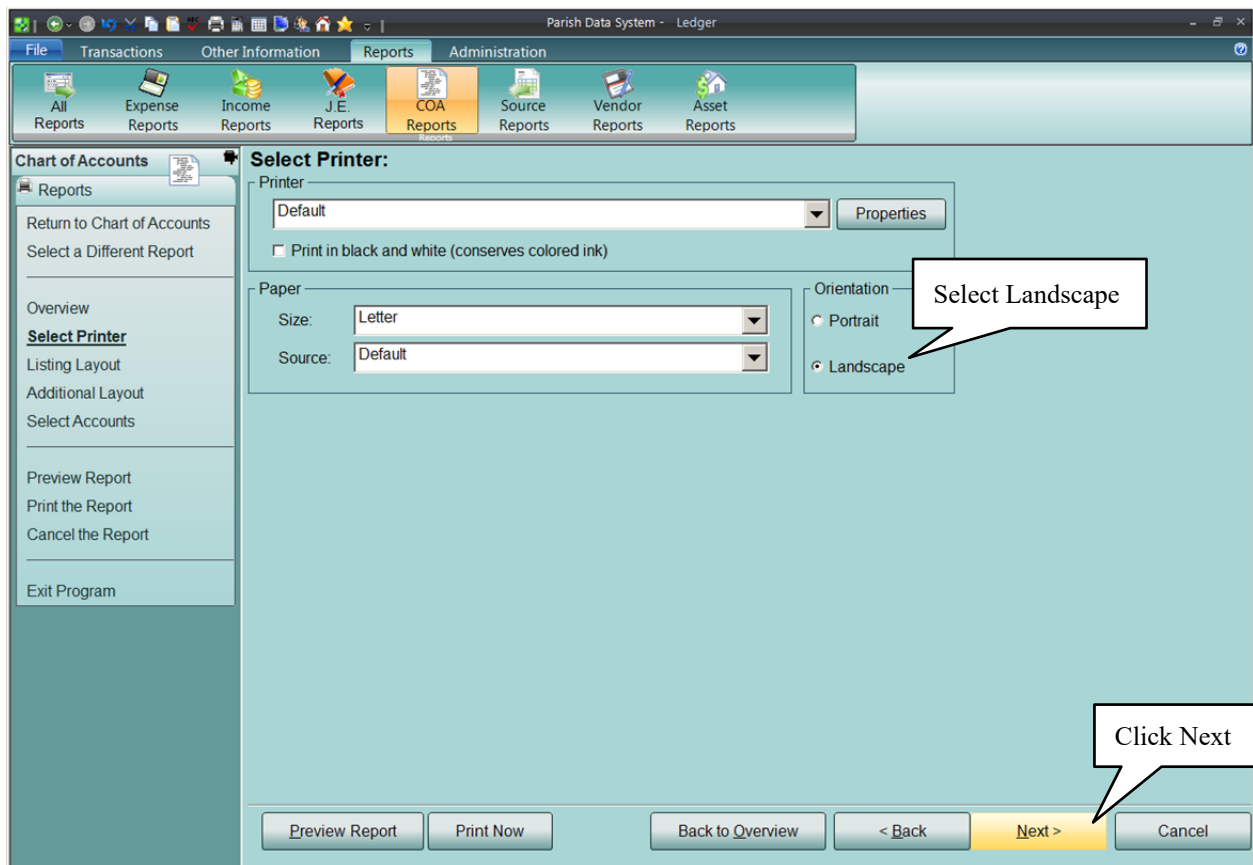 Parish Data System - Ledger
File Transactions Other Information Reports Administration
All Reports
Expense Reports
Income Reports
J.E. Reports
COA Reports
Source Reports
Vendor Reports
Asset Reports
Reports
Chart of Accounts
Reports
Return to Chart of Accounts
Select a Different Report
Overview
Select Printer
Listing Layout
Additional Layout
Select Accounts
Preview Report
Print the Report
Cancel the Report
Exit Program
Select Printer:
Printer
Default
Properties
Print in black and white (conserves colored ink)
Paper
Size: Letter
Source: Default
Orientation
Portrait
Landscape
Select Landscape
Click Next
Preview Report Print Now Back to Overview < Back Next > Cancel